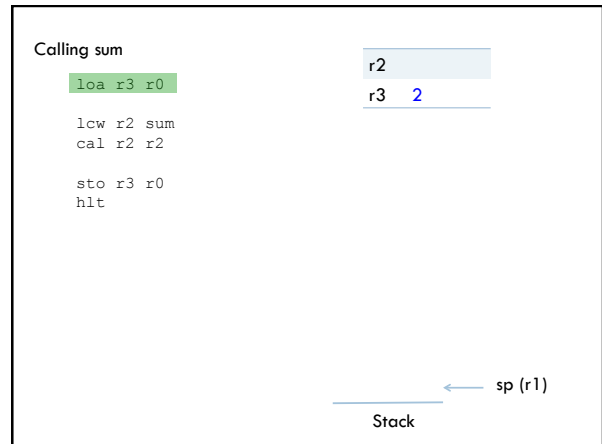 Calling sum
loa r3 r0
lcw r2 sum
cal r2 r2
sto r3 r0
hlt
r2
r3 2
sp (r1)
Stack